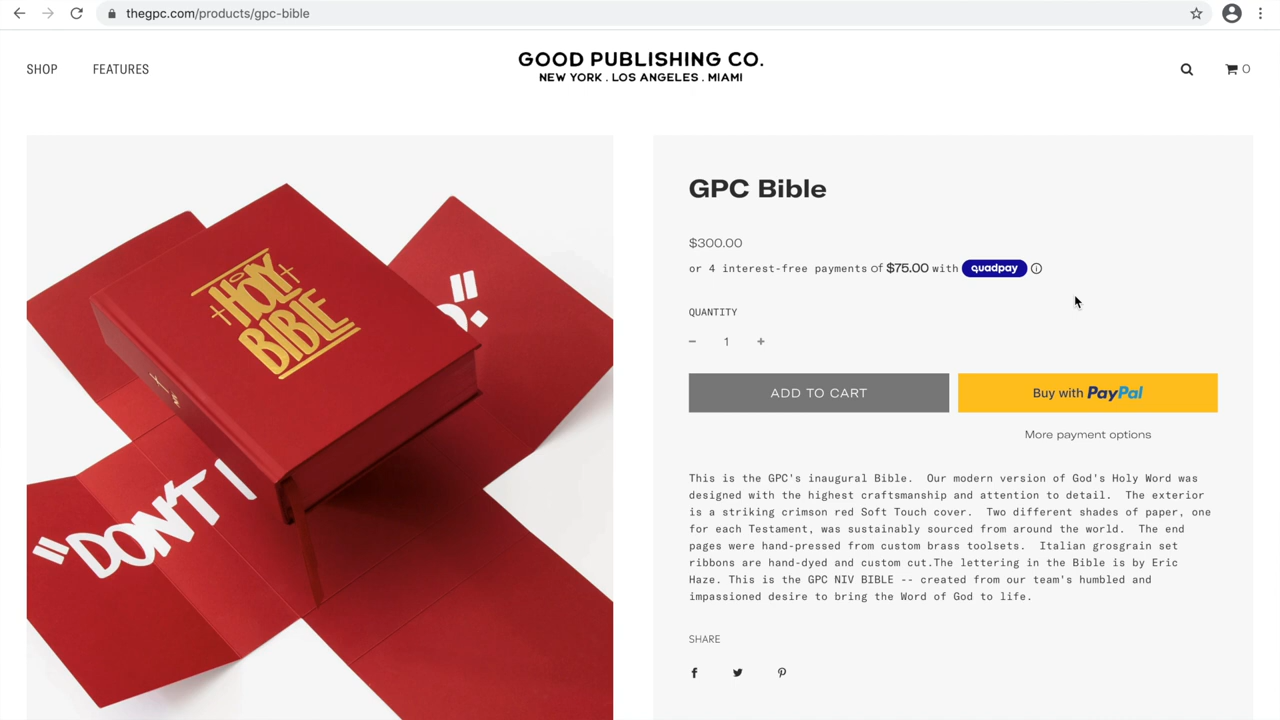 thegpc.com/products/gpc-bible
SHOP
FEATURES
GOOD PUBLISHING CO.
NEW YORK . LOS ANGELES . MIAMI
0
HOLY
BIBLE
"DON'T
GPC Bible
$300.00
or 4 interest-free payments of $75.00 with quadpay
QUANTITY
− 1 +
ADD TO CART
Buy with PayPal
More payment options
This is the GPC's inaugural Bible.  Our modern version of God's Holy Word was
designed with the highest craftsmanship and attention to detail.  The exterior
is a striking crimson red Soft Touch cover.  Two different shades of paper, one
for each Testament, was sustainably sourced from around the world.  The end
pages were hand-pressed from custom brass toolsets.  Italian grosgrain set
ribbons are hand-dyed and custom cut.The lettering in the Bible is by Eric
Haze. This is the GPC NIV BIBLE -- created from our team's humbled and
impassioned desire to bring the Word of God to life.
SHARE